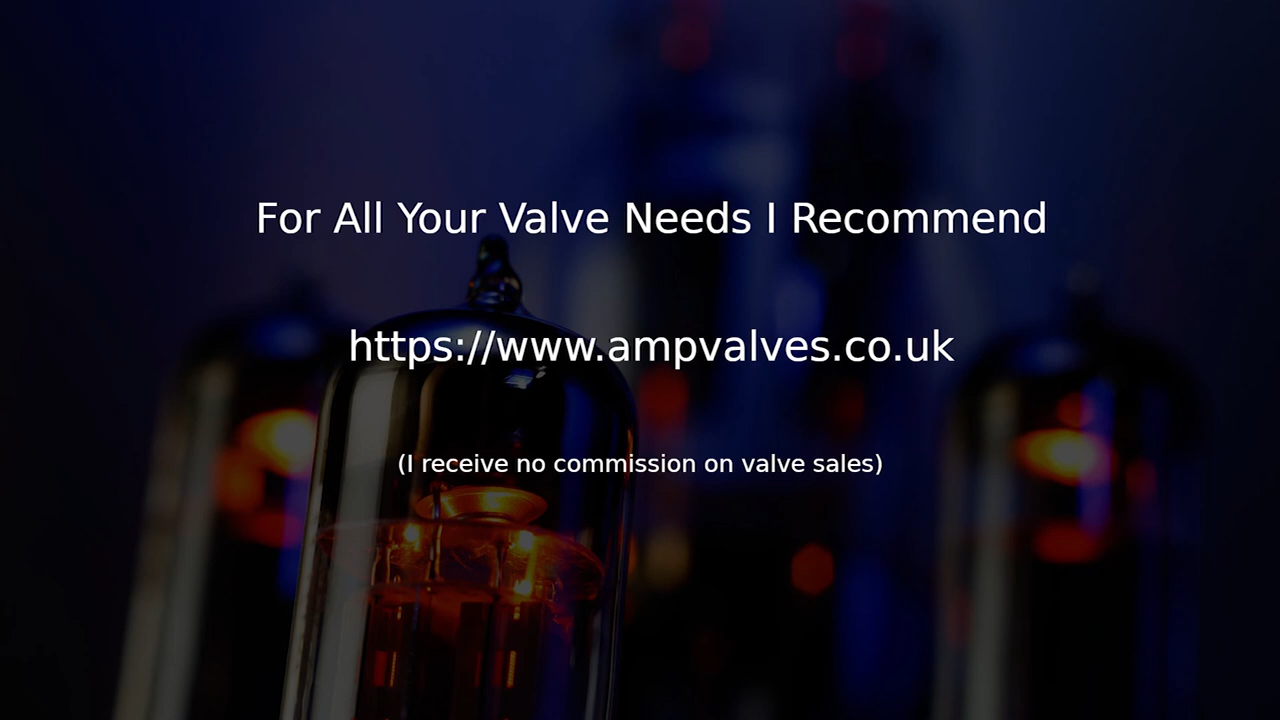 For All Your Valve Needs I Recommend
https://www.ampvalves.co.uk
(I receive no commission on valve sales)